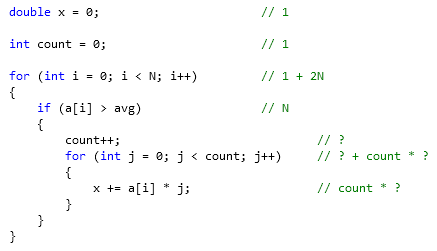 double x = 0; // 1
int count = 0; // 1
for (int i = 0; i < N; i++) // 1 + 2N
{
if (a[i] > avg) // N
{
count++; // ?
for (int j = 0; j < count; j++) // ? + count * ?
{
x += a[i] * j; // count * ?
}
}
}